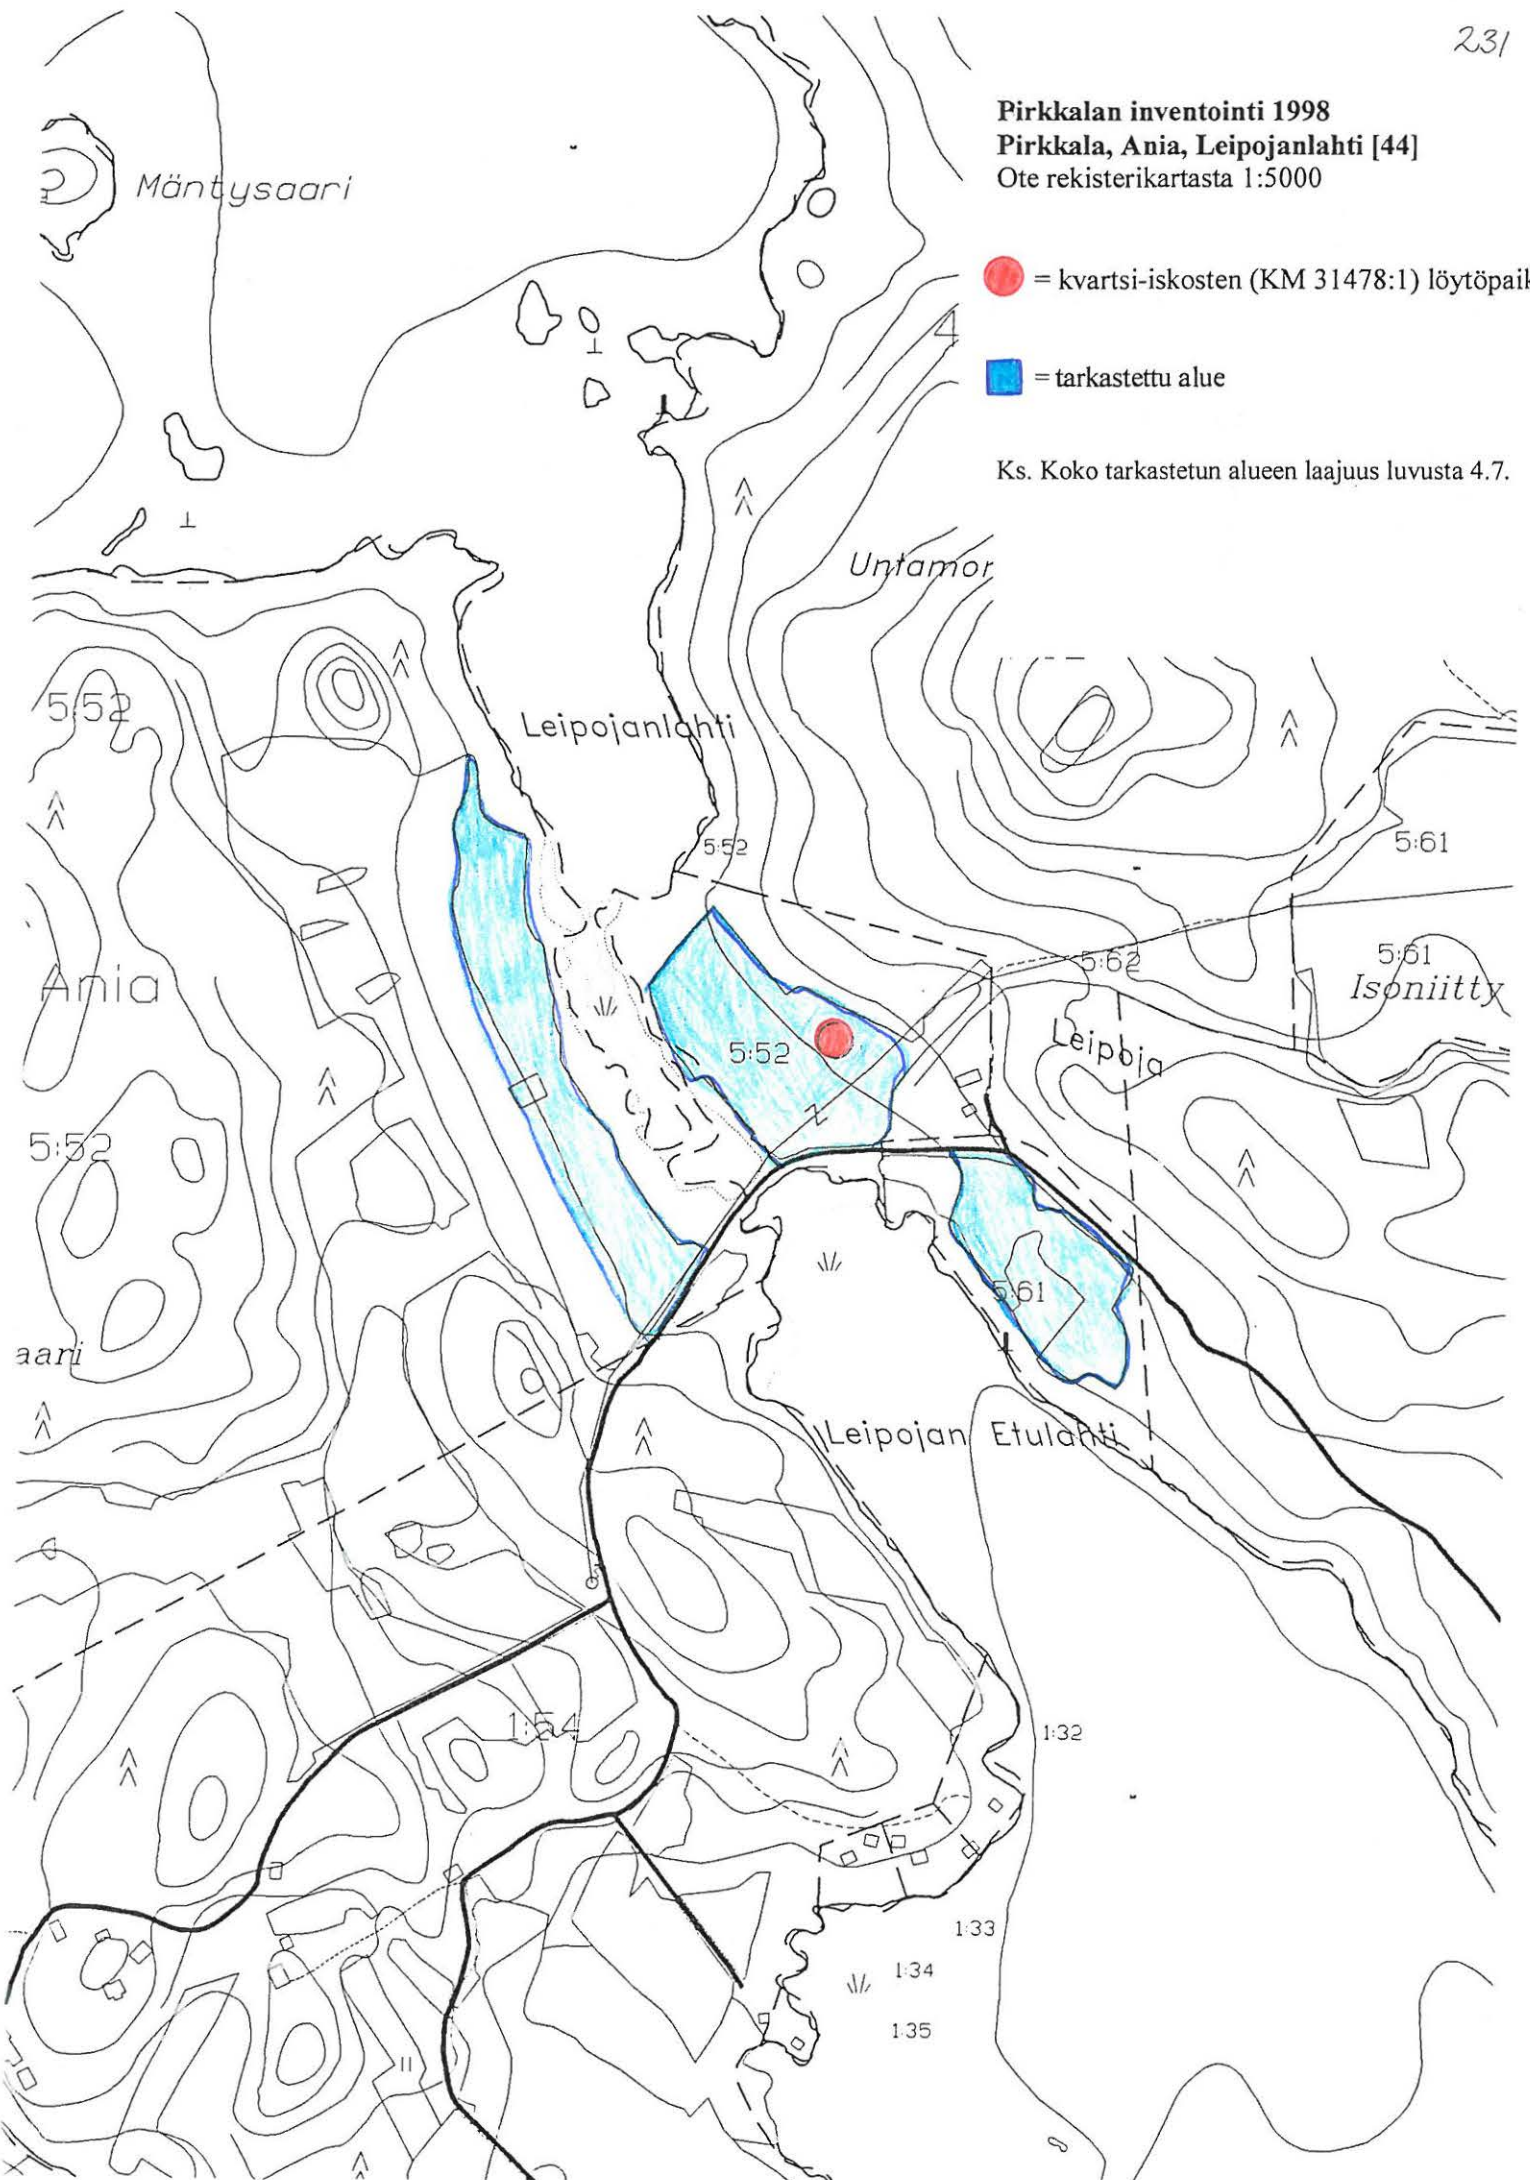 231
Pirkkalan inventointi 1998
Pirkkala, Ania, Leipojanlahti [44]
Ote rekisterikartasta 1:5000
Mäntysaari
= kvartsi-iskosten (KM 31478:1) löytöpaik
4
= tarkastettu alue
Ks. Koko tarkastetun alueen laajuus luvusta 4.7.
Untamor
5:52
Leipojanlahti
5:52
5:61
5:62
5:61
Ania
Isoniitty
5:52
Leipoja
5:52
5:61
aari
Leipojan Etulahti
1:54
1:32
1:33
1:34
1:35